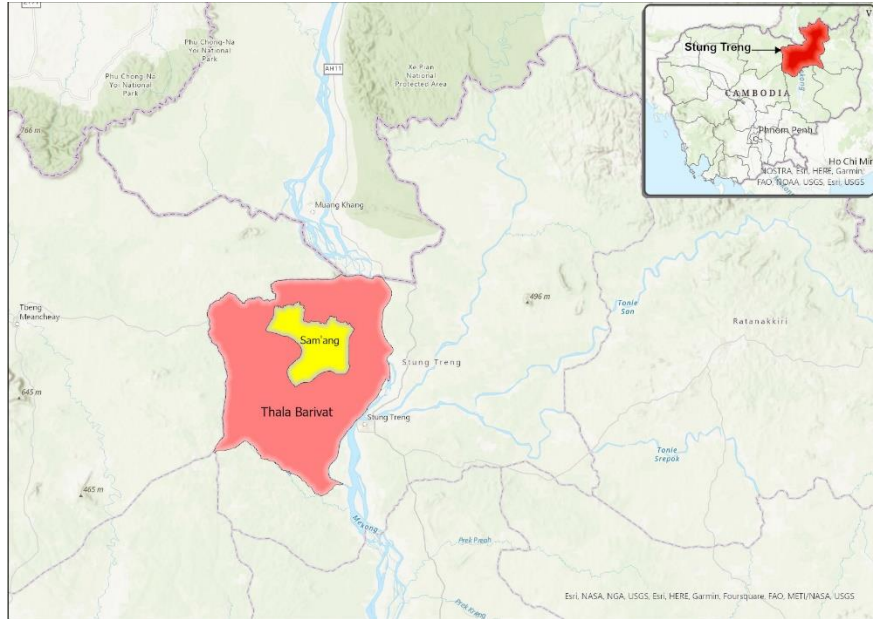 Phu Chong-Na
Yoi National
Park
Phu Chong-Na
Yoi National
Park
AH11
Xe Pian
National
Protected Area
Stung Treng
CAMBODIA
Phnom Penh
Ho Chi Min
NOSTRA, Esri, HERE, Garmin,
FAO, NOAA, USGS, Esri, USGS
Muang Khang
496 m
Tonle
San
Ratanakkiri
Tbeng
Meanchay
Sam'ang
Stung Treng
645 m
Thala Barivat
Stung Treng
Tonle
Srepok
465 m
Mekong
Prek Preah
Prek Krang
Esri, NASA, NGA, USGS, Esri, HERE, Garmin, Foursquare, FAO, METI/NASA, USGS